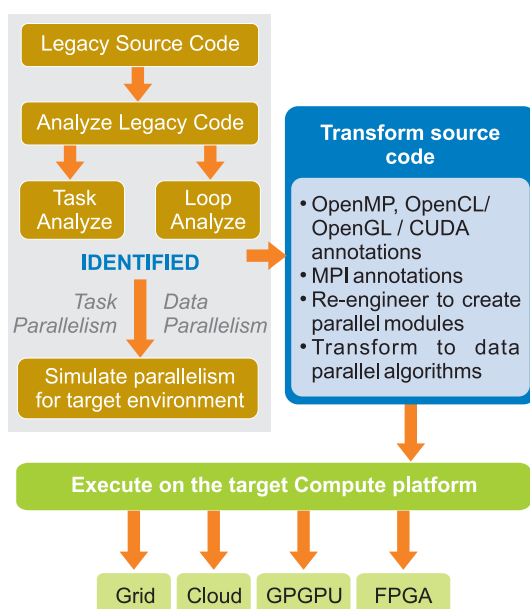 Legacy Source Code
Analyze Legacy Code
Task
Analyze
Loop
Analyze
IDENTIFIED
Task
Parallelism
Data
Parallelism
Simulate parallelism
for target environment
Transform source
code
• OpenMP, OpenCL/
OpenGL / CUDA
annotations
• MPI annotations
• Re-engineer to create
parallel modules
• Transform to data
parallel algorithms
Execute on the target Compute platform
Grid
Cloud
GPGPU
FPGA